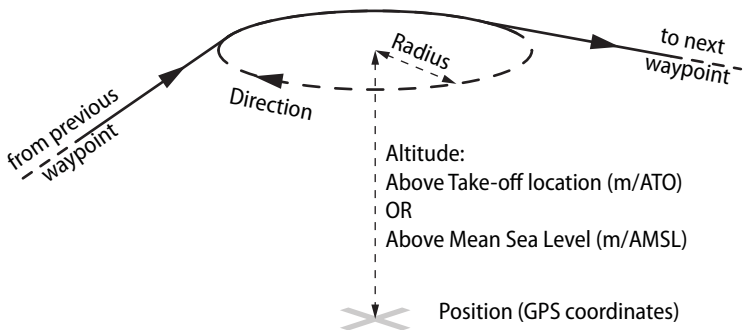 Radius
to next
waypoint
Direction
from previous
waypoint
Altitude:
Above Take-off location (m/ATO)
OR
Above Mean Sea Level (m/AMSL)
Position (GPS coordinates)